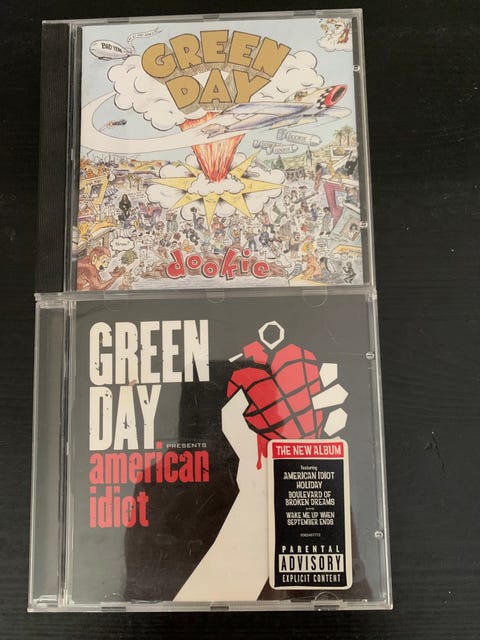 BAD YEAR
GREEN
DAY
dookie
GREEN
DAY
PRESENTS
american
idiot
THE NEW ALBUM
Featuring
AMERICAN IDIOT
HOLIDAY
BOULEVARD OF
BROKEN DREAMS
WAKE ME UP WHEN
SEPTEMBER ENDS
PARENTAL
ADVISORY
EXPLICIT CONTENT